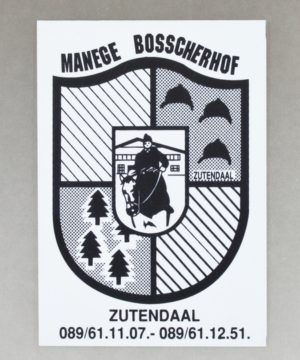 MANEGE BOSSCHERHOF
ZUTENDAAL
ZUTENDAAL
089/61.11.07.- 089/61.12.51.